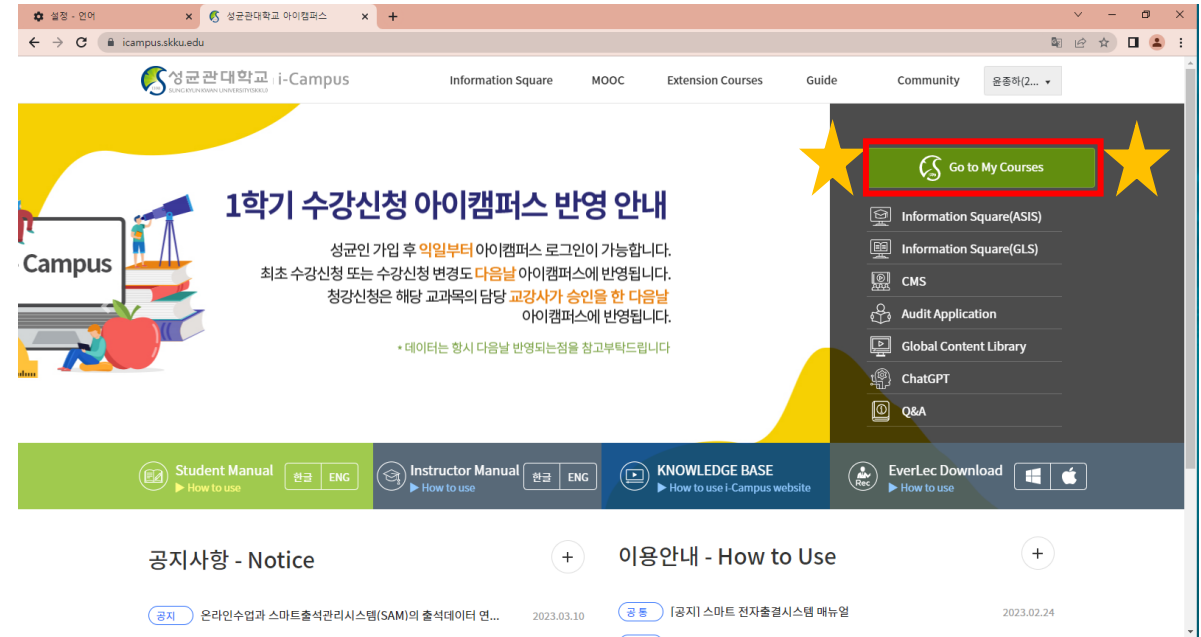 설정 - 언어
성균관대학교 아이캠퍼스
icampus.skku.edu
성균관대학교 i-Campus
SUNG KYUN KWAN UNIVERSITY(SKKU)
Information Square MOOC Extension Courses Guide Community 윤종하(2...
Campus
1학기 수강신청 아이캠퍼스 반영 안내
성균인 가입 후 익일부터 아이캠퍼스 로그인이 가능합니다.
최초 수강신청 또는 수강신청 변경도 다음날 아이캠퍼스에 반영됩니다.
청강신청은 해당 교과목의 담당 교강사가 승인을 한 다음날
아이캠퍼스에 반영됩니다.
• 데이터는 항시 다음날 반영되는점을 참고부탁드립니다
Go to My Courses
Information Square(ASIS)
Information Square(GLS)
CMS
Audit Application
Global Content Library
ChatGPT
Q&A
Student Manual 한글 ENG
▶ How to use
Instructor Manual 한글 ENG
▶ How to use
KNOWLEDGE BASE
▶ How to use i-Campus website
Rec
EverLec Download
▶ How to use
공지사항 - Notice
공지 온라인수업과 스마트출석관리시스템(SAM)의 출석데이터 연... 2023.03.10
이용안내 - How to Use
공통 [공지] 스마트 전자출결시스템 매뉴얼 2023.02.24